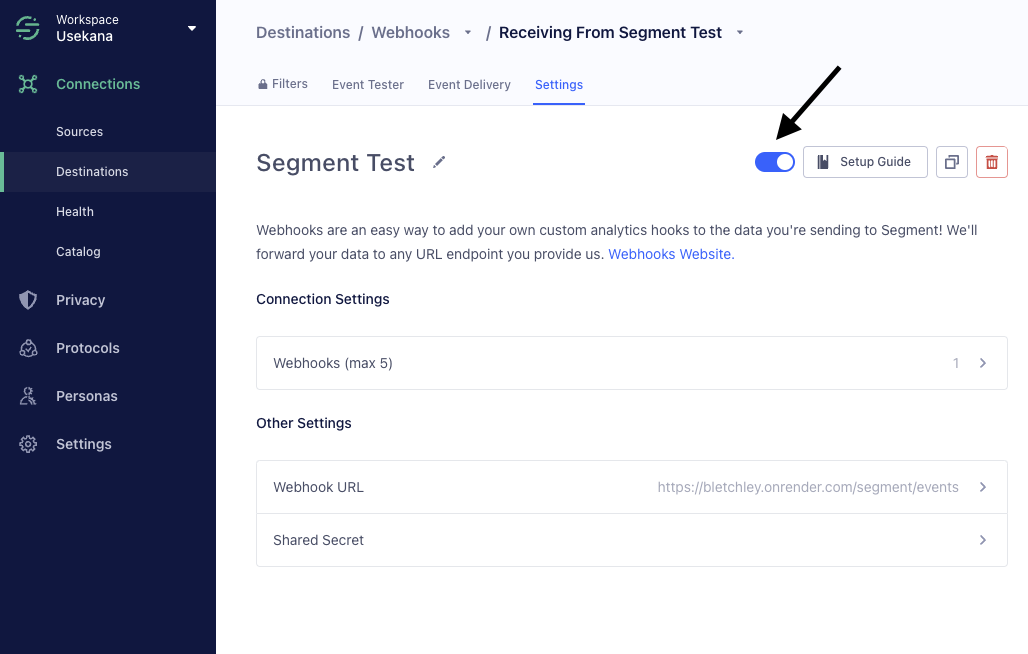 Workspace
Usekana
Connections
Sources
Destinations
Health
Catalog
Privacy
Protocols
Personas
Settings
Destinations / Webhooks / Receiving From Segment Test
Filters Event Tester Event Delivery Settings
Segment Test
Setup Guide
Webhooks are an easy way to add your own custom analytics hooks to the data you're sending to Segment! We'll
forward your data to any URL endpoint you provide us. Webhooks Website.
Connection Settings
Webhooks (max 5) 1
Other Settings
Webhook URL https://bletchley.onrender.com/segment/events
Shared Secret